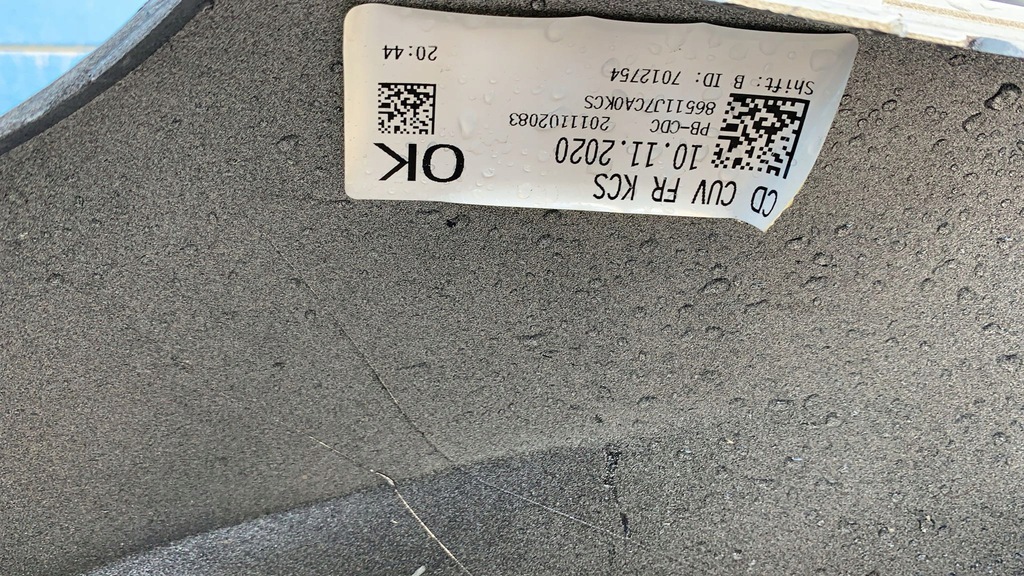 CD CUV FR KCS
10.11.2020
OK
PB-CDC 2011102083
86511J7CA0KCS
Shift: B ID: 7012754
20:44